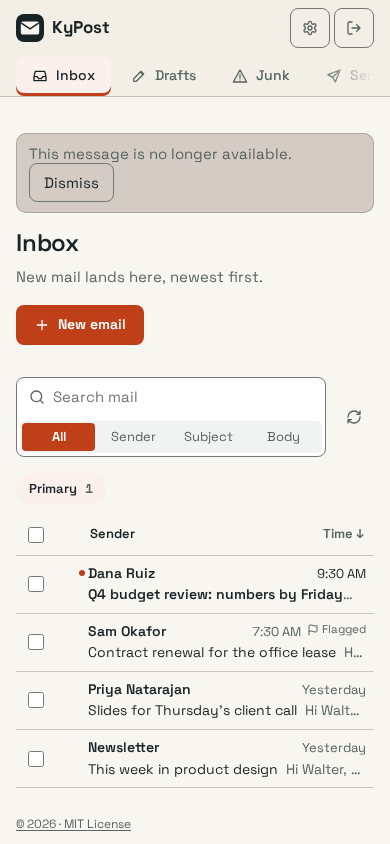 KyPost
Inbox Drafts Junk Sen
This message is no longer available.
Dismiss
Inbox
New mail lands here, newest first.
New email
Search mail
All Sender Subject Body
Primary 1
Sender Time ↓
Dana Ruiz 9:30 AM
Q4 budget review: numbers by Friday…
Sam Okafor 7:30 AM Flagged
Contract renewal for the office lease H…
Priya Natarajan Yesterday
Slides for Thursday's client call Hi Walt…
Newsletter Yesterday
This week in product design Hi Walter, …
© 2026 · MIT License